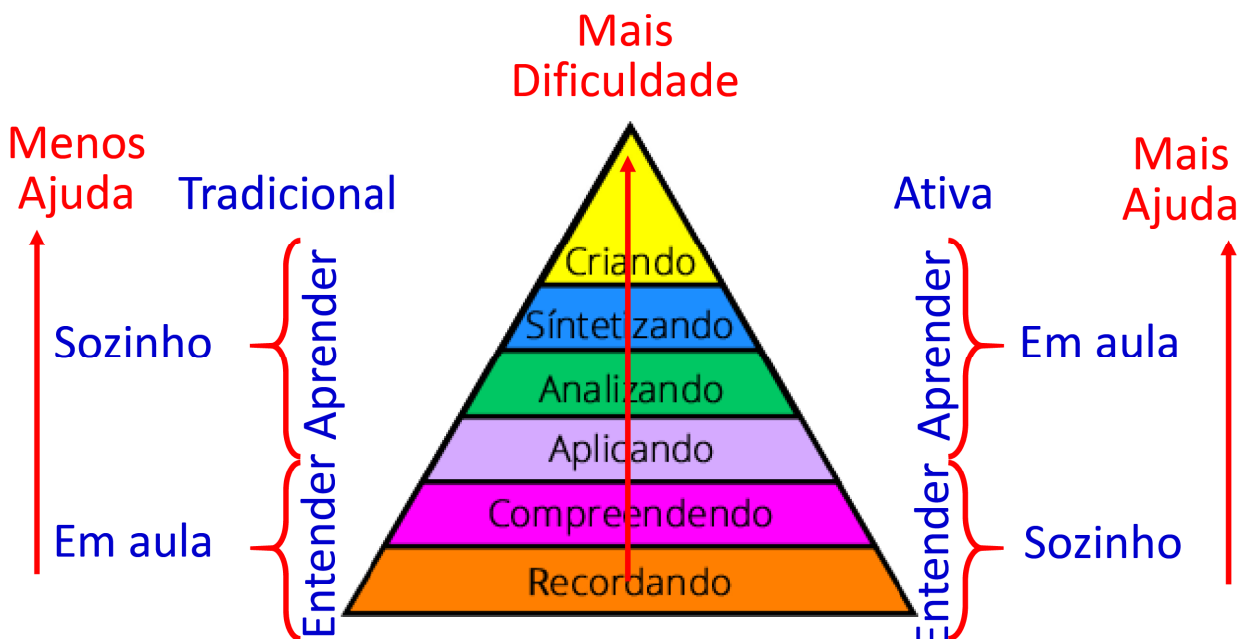 Mais
Dificuldade
Menos
Ajuda
Tradicional
Ativa
Mais
Ajuda
Aprender
Sozinho
Entender
Em aula
Criando
Síntetizando
Analizando
Aplicando
Compreendendo
Recordando
Aprender
Em aula
Entender
Sozinho